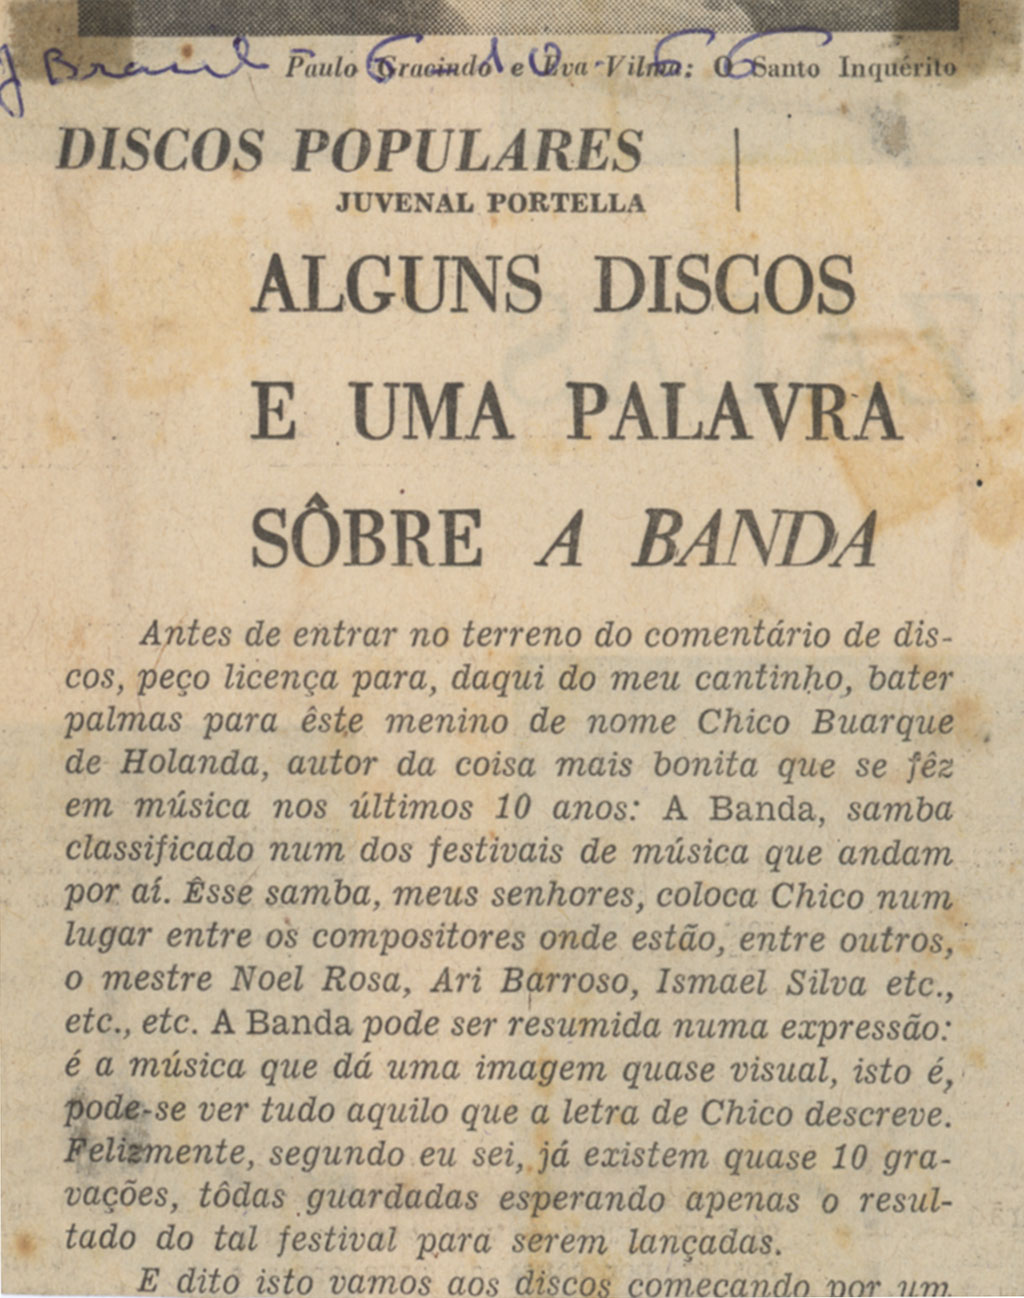 J Brasil - 6-10-66
Paulo Gracindo e Eva Vilma: O Santo Inquérito
DISCOS POPULARES
JUVENAL PORTELLA
ALGUNS DISCOS
E UMA PALAVRA
SÔBRE A BANDA
Antes de entrar no terreno do comentário de dis-
cos, peço licença para, daqui do meu cantinho, bater
palmas para êste menino de nome Chico Buarque
de Holanda, autor da coisa mais bonita que se fêz
em música nos últimos 10 anos: A Banda, samba
classificado num dos festivais de música que andam
por aí. Êsse samba, meus senhores, coloca Chico num
lugar entre os compositores onde estão, entre outros,
o mestre Noel Rosa, Ari Barroso, Ismael Silva etc.,
etc., etc. A Banda pode ser resumida numa expressão:
é a música que dá uma imagem quase visual, isto é,
pode-se ver tudo aquilo que a letra de Chico descreve.
Felizmente, segundo eu sei, já existem quase 10 gra-
vações, tôdas guardadas esperando apenas o resul-
tado do tal festival para serem lançadas.
E dito isto vamos aos discos começando por um